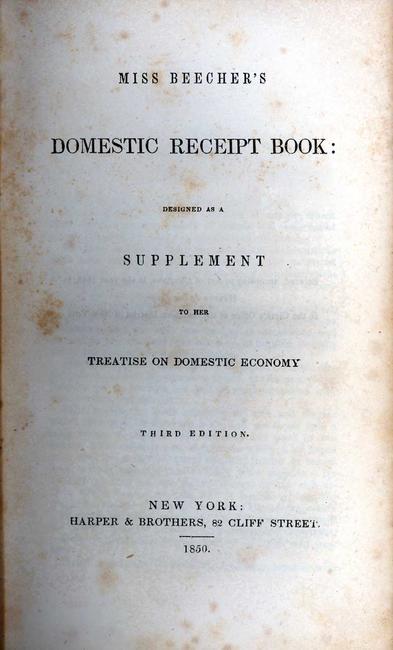 MISS BEECHER'S
DOMESTIC RECEIPT BOOK:
DESIGNED AS A
SUPPLEMENT
TO HER
TREATISE ON DOMESTIC ECONOMY
THIRD EDITION.
NEW YORK:
HARPER & BROTHERS, 82 CLIFF STREET.
1850.